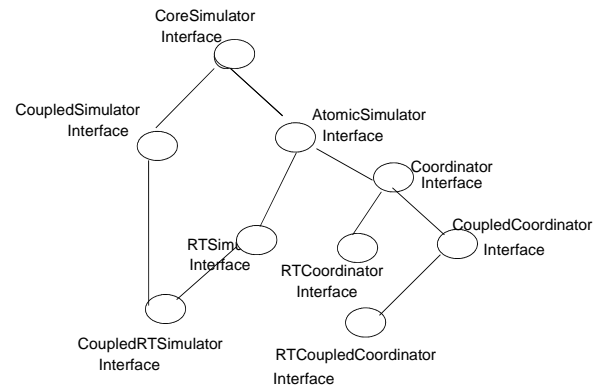 CoreSimulator
Interface
CoupledSimulator
Interface
AtomicSimulator
Interface
Coordinator
Interface
CoupledCoordinator
Interface
Interface
RTCoordinator
Interface
CoupledRTSimulator
Interface
RTCoupledCoordinator
Interface